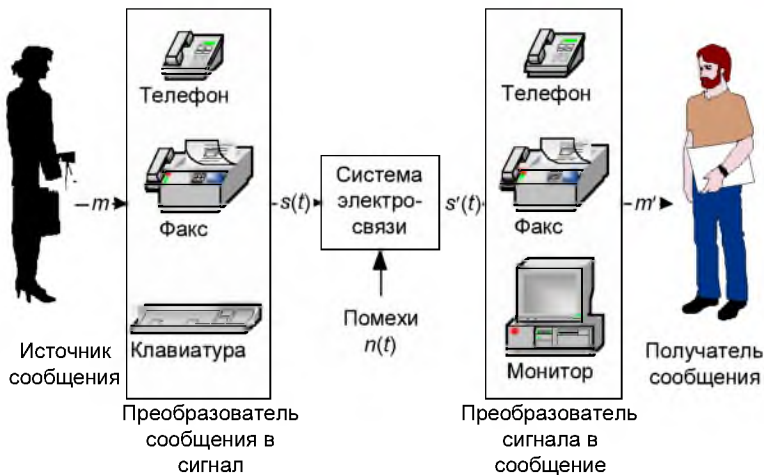 Телефон
Факс
Клавиатура
Источник
сообщения
m
Преобразователь
сообщения в
сигнал
s(t)
Система
электро-
связи
Помехи
n(t)
s'(t)
Телефон
Факс
Монитор
Преобразователь
сигнала в
сообщение
m'
Получатель
сообщения